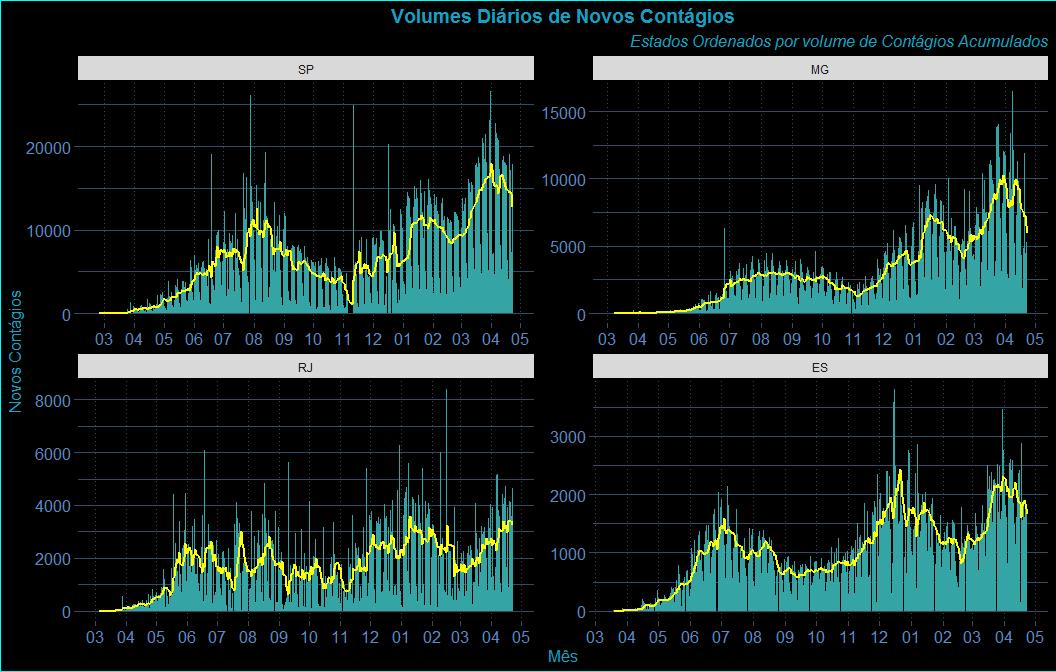 Volumes Diários de Novos Contágios
Estados Ordenados por volume de Contágios Acumulados
SP
MG
20000
10000
0
15000
10000
5000
0
03 04 05 06 07 08 09 10 11 12 01 02 03 04 05
03 04 05 06 07 08 09 10 11 12 01 02 03 04 05
Novos Contágios
RJ
ES
8000
6000
4000
2000
0
3000
2000
1000
0
03 04 05 06 07 08 09 10 11 12 01 02 03 04 05
03 04 05 06 07 08 09 10 11 12 01 02 03 04 05
Mês